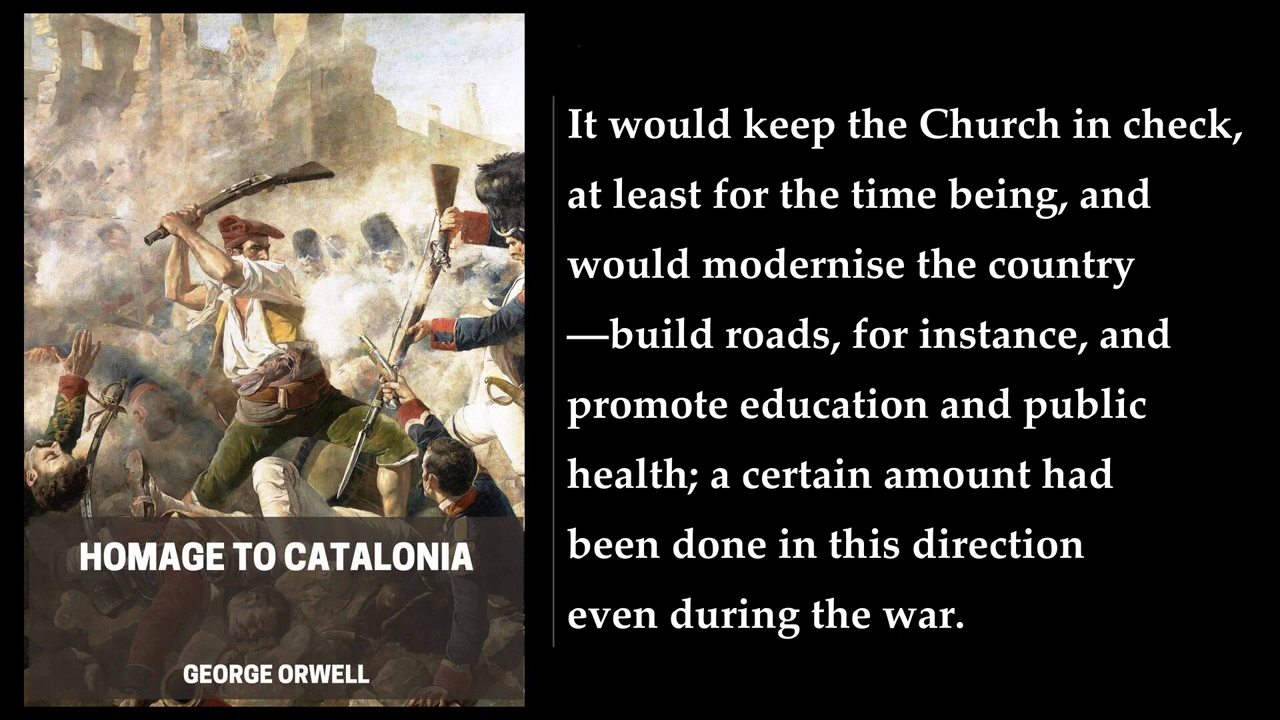 HOMAGE TO CATALONIA
GEORGE ORWELL
It would keep the Church in check,
at least for the time being, and
would modernise the country
—build roads, for instance, and
promote education and public
health; a certain amount had
been done in this direction
even during the war.